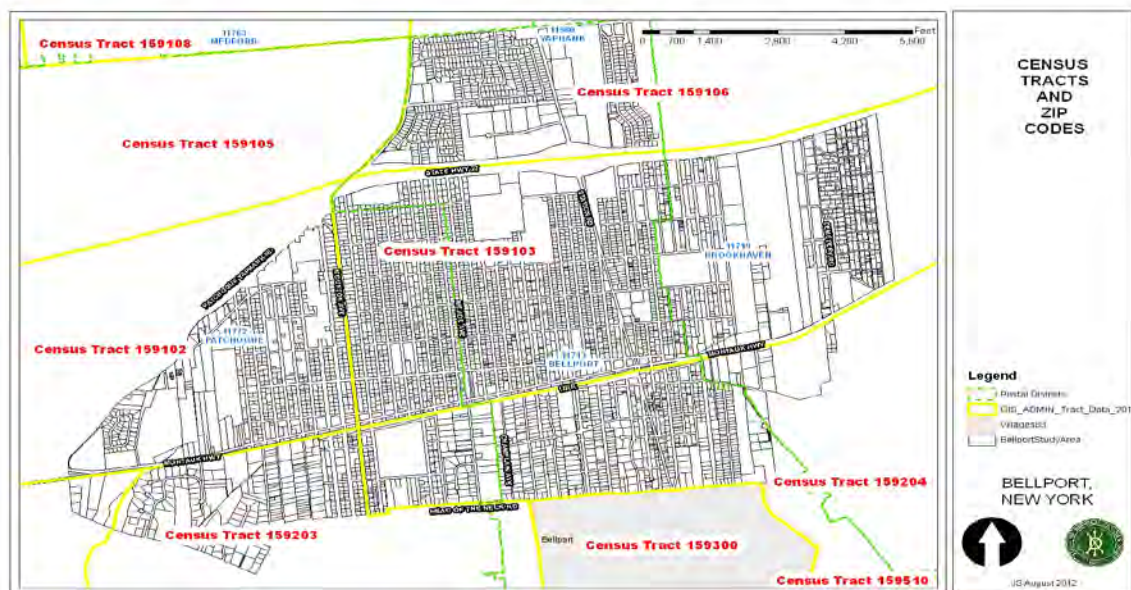 11763
MEDFORD
Census Tract 159108
11980
YAPHANK
Feet
0 700 1,400 2,800 4,200 5,600
Census Tract 159106
Census Tract 159105
STATE HWY 27
Census Tract 159103
11719
BROOKHAVEN
11772
PATCHOGUE
Census Tract 159102
11713
BELLPORT
MONTAUK HWY
MONTAUK HWY
HEAD OF THE NECK RD
Census Tract 159204
Census Tract 159203
Bellport
Census Tract 159300
Census Tract 159510
CENSUS
TRACTS
AND
ZIP
CODES
Legend
Postal Districts
GIS_ADMIN_Tract_Data_201
BellportStudyArea
BELLPORT,
NEW YORK
JG August 2012